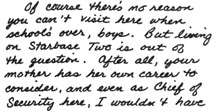 Of course there's no reason
you can't visit here when
school's over, boys. But living
on Starbase Two is out of
the question. After all, your
mother has her own career to
consider, and even as Chief of
Security here, I wouldn't have